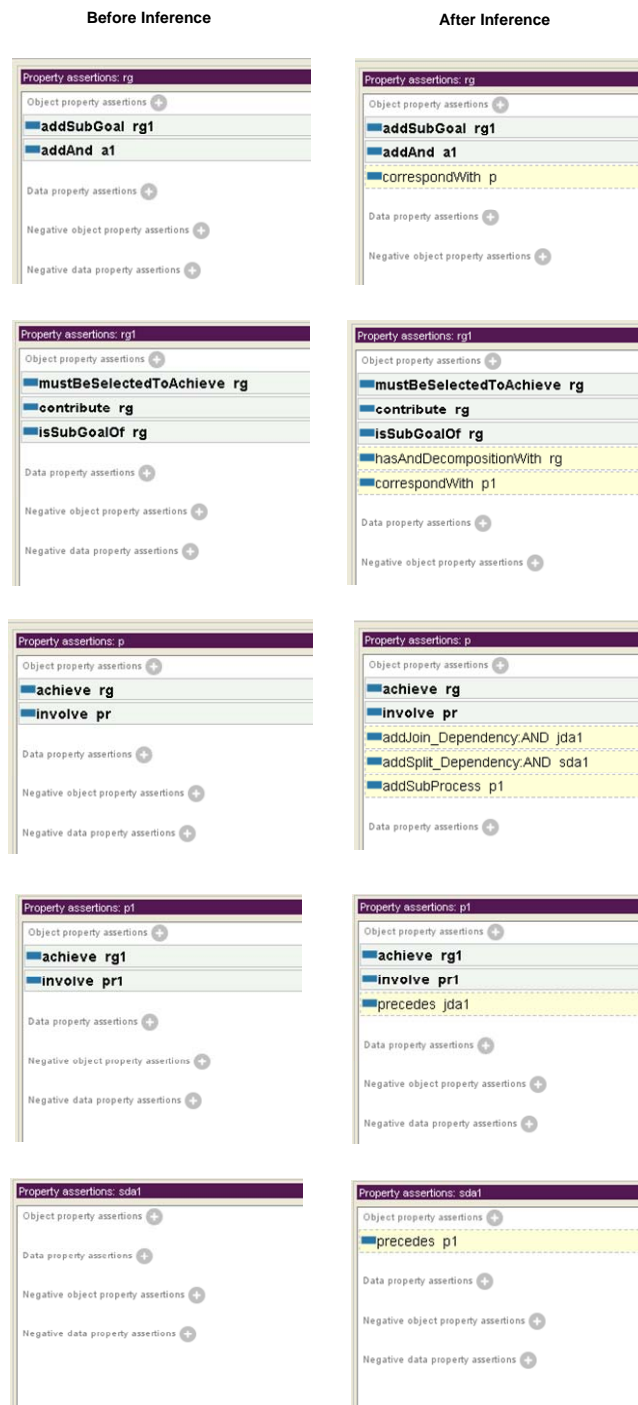 Before Inference
After Inference
Property assertions: rg
Object property assertions
addSubGoal rg1
addAnd a1
Data property assertions
Negative object property assertions
Negative data property assertions
Property assertions: rg
Object property assertions
addSubGoal rg1
addAnd a1
correspondWith p
Data property assertions
Negative object property assertions
Property assertions: rg1
Object property assertions
mustBeSelectedToAchieve rg
contribute rg
isSubGoalOf rg
Data property assertions
Negative object property assertions
Negative data property assertions
Property assertions: rg1
Object property assertions
mustBeSelectedToAchieve rg
contribute rg
isSubGoalOf rg
hasAndDecompositionWith rg
correspondWith p1
Data property assertions
Negative object property assertions
Property assertions: p
Object property assertions
achieve rg
involve pr
Data property assertions
Negative object property assertions
Negative data property assertions
Property assertions: p
Object property assertions
achieve rg
involve pr
addJoin_Dependency:AND jda1
addSplit_Dependency:AND sda1
addSubProcess p1
Data property assertions
Property assertions: p1
Object property assertions
achieve rg1
involve pr1
Data property assertions
Negative object property assertions
Negative data property assertions
Property assertions: p1
Object property assertions
achieve rg1
involve pr1
precedes jda1
Data property assertions
Negative object property assertions
Negative data property assertions
Property assertions: sda1
Object property assertions
Data property assertions
Negative object property assertions
Negative data property assertions
Property assertions: sda1
Object property assertions
precedes p1
Data property assertions
Negative object property assertions
Negative data property assertions